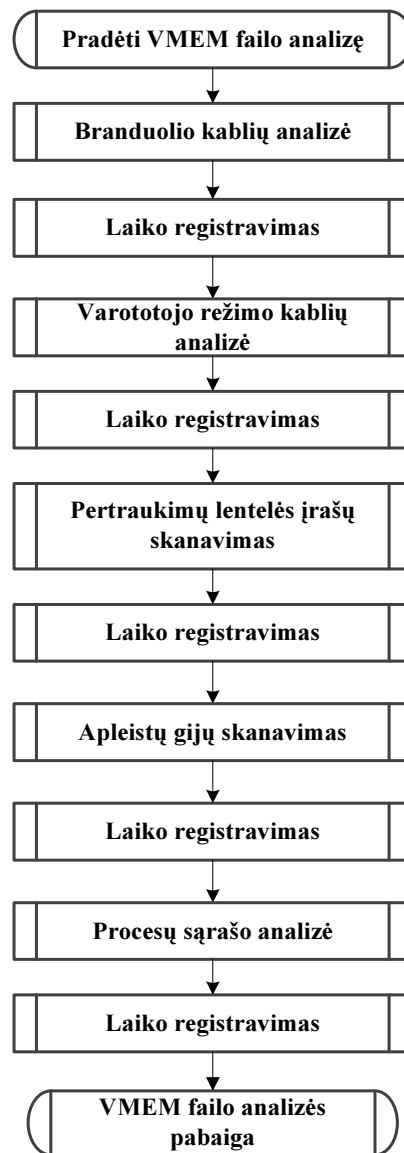 Pradėti VMEM failo analizę
Branduolio kablių analizė
Laiko registravimas
Varototojo režimo kablių
analizė
Laiko registravimas
Pertraukimų lentelės įrašų
skanavimas
Laiko registravimas
Apleistų gijų skanavimas
Laiko registravimas
Procesų sąrašo analizė
Laiko registravimas
VMEM failo analizės
pabaiga